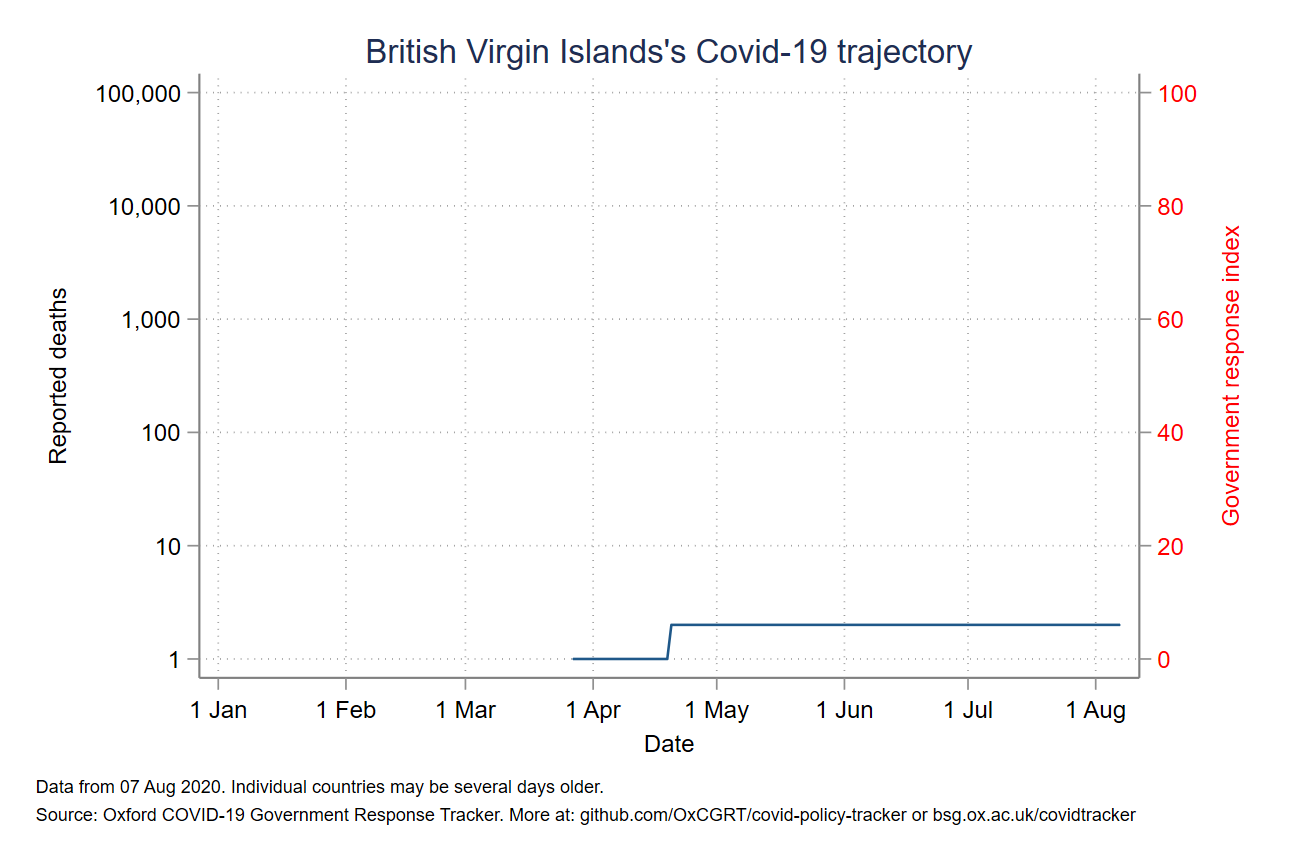 British Virgin Islands's Covid-19 trajectory
100,000
10,000
1,000
100
10
1
Reported deaths
100
80
60
40
20
0
Government response index
1 Jan 1 Feb 1 Mar 1 Apr 1 May 1 Jun 1 Jul 1 Aug
Date
Data from 07 Aug 2020. Individual countries may be several days older.
Source: Oxford COVID-19 Government Response Tracker. More at: github.com/OxCGRT/covid-policy-tracker or bsg.ox.ac.uk/covidtracker